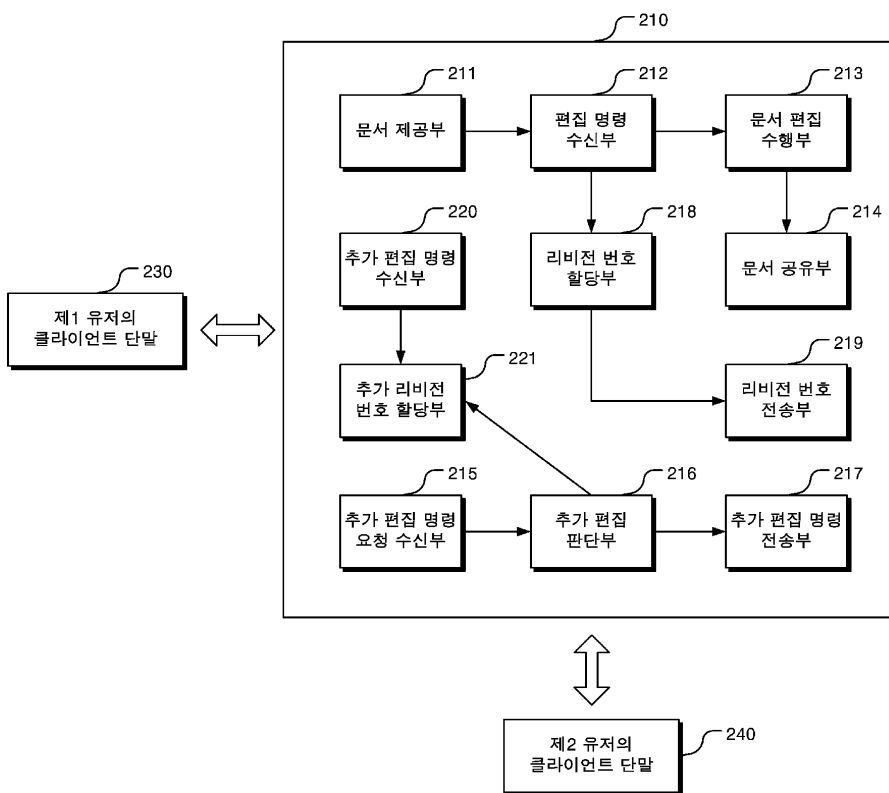 210
211
212
213
문서 제공부
편집 명령
수신부
문서 편집
수행부
220
218
214
추가 편집 명령
수신부
리비전 번호
할당부
문서 공유부
230
제1 유저의
클라이언트 단말
221
219
추가 리비전
번호 할당부
리비전 번호
전송부
215
216
217
추가 편집 명령
요청 수신부
추가 편집
판단부
추가 편집 명령
전송부
240
제2 유저의
클라이언트 단말